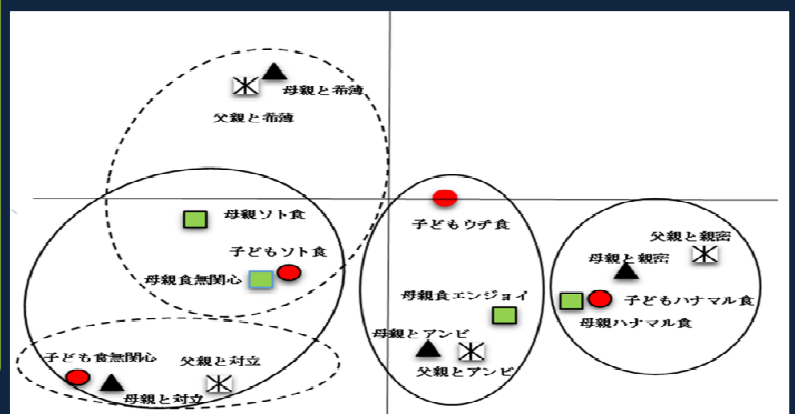 母親と希薄
父親と希薄
母親ソト食
子どもソト食
母親食無関心
子ども食無関心
父親と対立
母親と対立
子どもウチ食
母親食エンジョイ
母親とアンビ
父親とアンビ
父親と親密
母親と親密
子どもハナマル食
母親ハナマル食